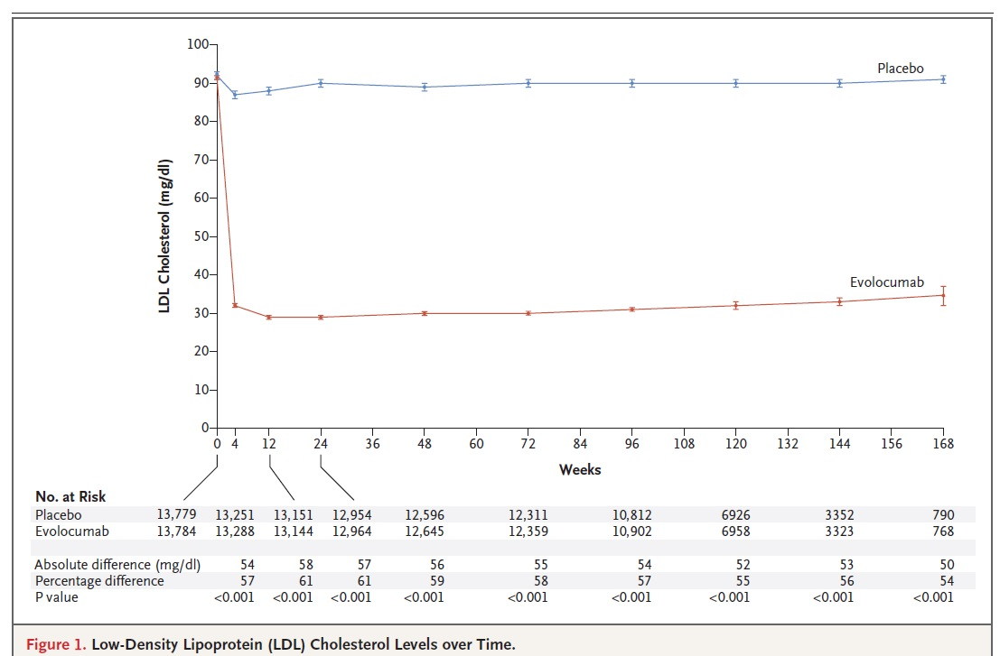 100
Placebo
90
80
70
60
50
40
Evolocumab
30
20
10
0
LDL Cholesterol (mg/dl)
0 4 12 24 36 48 60 72 84 96 108 120 132 144 156 168
Weeks
No. at Risk
Placebo 13,779 13,251 13,151 12,954 12,596 12,311 10,812 6926 3352 790
Evolocumab 13,784 13,288 13,144 12,964 12,645 12,359 10,902 6958 3323 768
Absolute difference (mg/dl) 54 58 57 56 55 54 52 53 50
Percentage difference 57 61 61 59 58 57 55 56 54
P value <0.001 <0.001 <0.001 <0.001 <0.001 <0.001 <0.001 <0.001 <0.001
Figure 1. Low-Density Lipoprotein (LDL) Cholesterol Levels over Time.